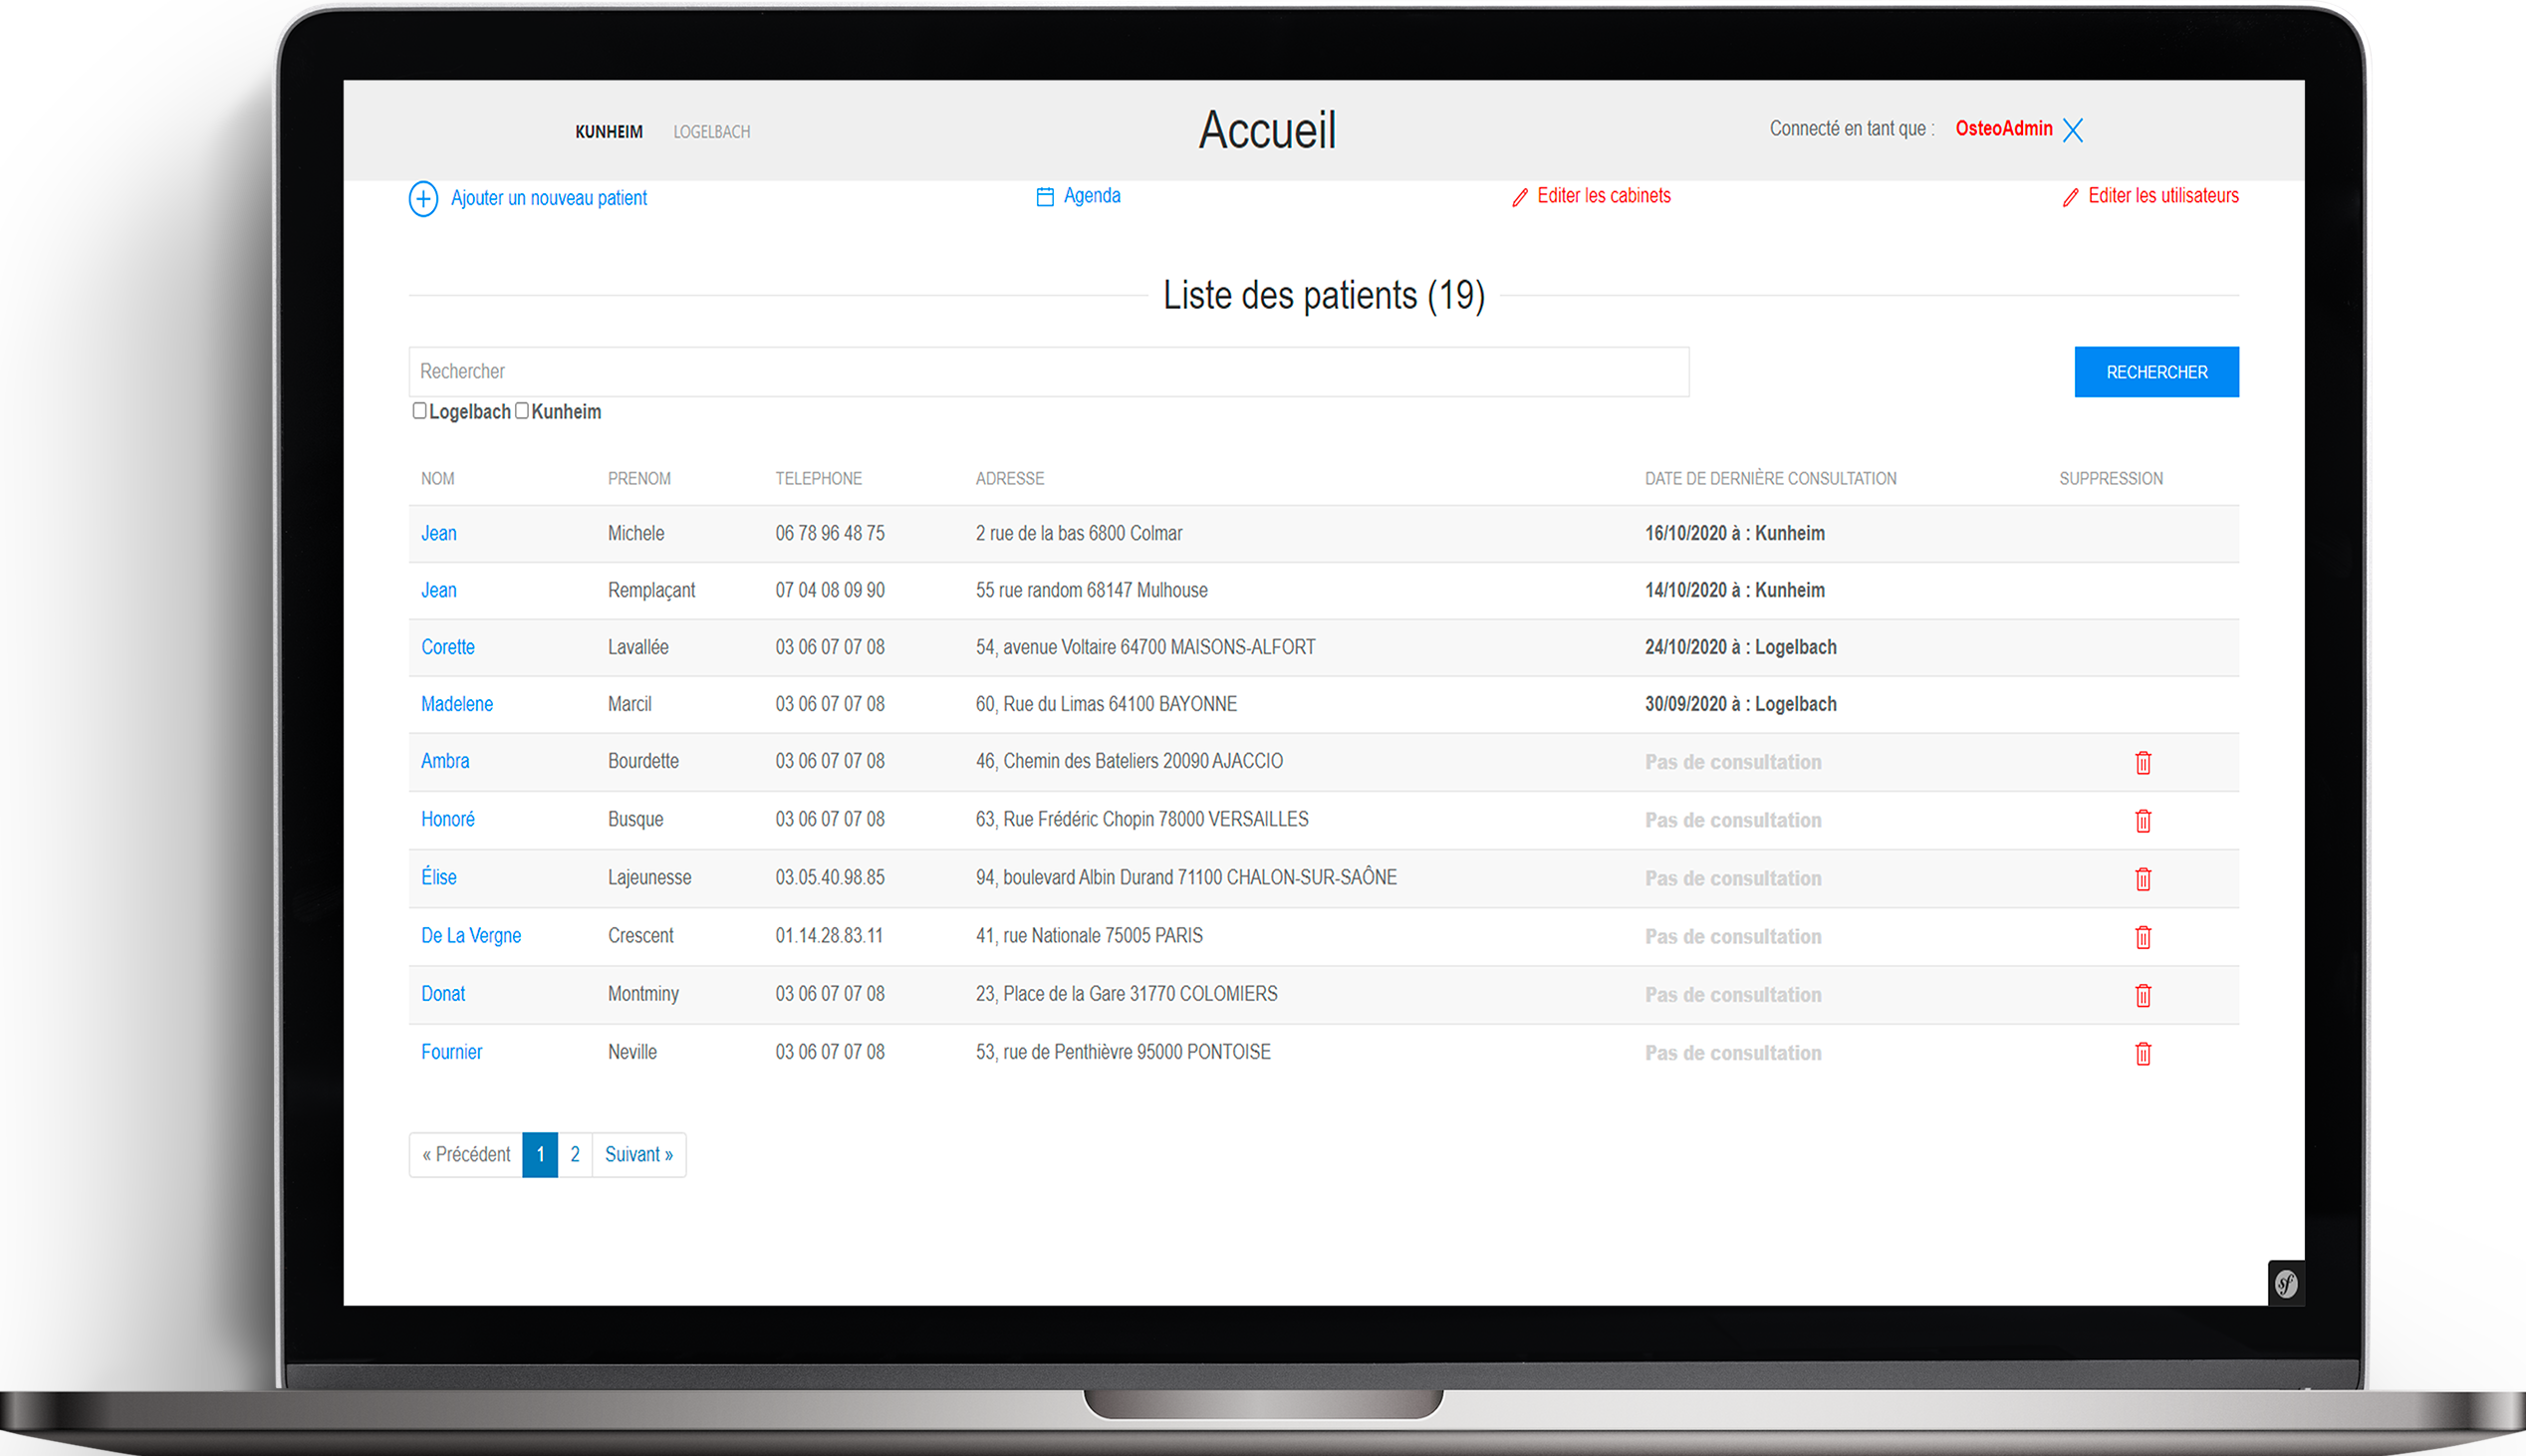 KUNHEIM LOGELBACH Accueil Connecté en tant que : OsteoAdmin
Ajouter un nouveau patient Agenda Editer les cabinets Editer les utilisateurs
Liste des patients (19)
Rechercher RECHERCHER
Logelbach Kunheim
NOM PRENOM TELEPHONE ADRESSE DATE DE DERNIÈRE CONSULTATION SUPPRESSION
Jean Michele 06 78 96 48 75 2 rue de la bas 6800 Colmar 16/10/2020 à : Kunheim
Jean Remplaçant 07 04 08 09 90 55 rue random 68147 Mulhouse 14/10/2020 à : Kunheim
Corette Lavallée 03 06 07 07 08 54, avenue Voltaire 64700 MAISONS-ALFORT 24/10/2020 à : Logelbach
Madelene Marcil 03 06 07 07 08 60, Rue du Limas 64100 BAYONNE 30/09/2020 à : Logelbach
Ambra Bourdette 03 06 07 07 08 46, Chemin des Bateliers 20090 AJACCIO Pas de consultation
Honoré Busque 03 06 07 07 08 63, Rue Frédéric Chopin 78000 VERSAILLES Pas de consultation
Élise Lajeunesse 03.05.40.98.85 94, boulevard Albin Durand 71100 CHALON-SUR-SAÔNE Pas de consultation
De La Vergne Crescent 01.14.28.83.11 41, rue Nationale 75005 PARIS Pas de consultation
Donat Montminy 03 06 07 07 08 23, Place de la Gare 31770 COLOMIERS Pas de consultation
Fournier Neville 03 06 07 07 08 53, rue de Penthièvre 95000 PONTOISE Pas de consultation
« Précédent 1 2 Suivant »
sf